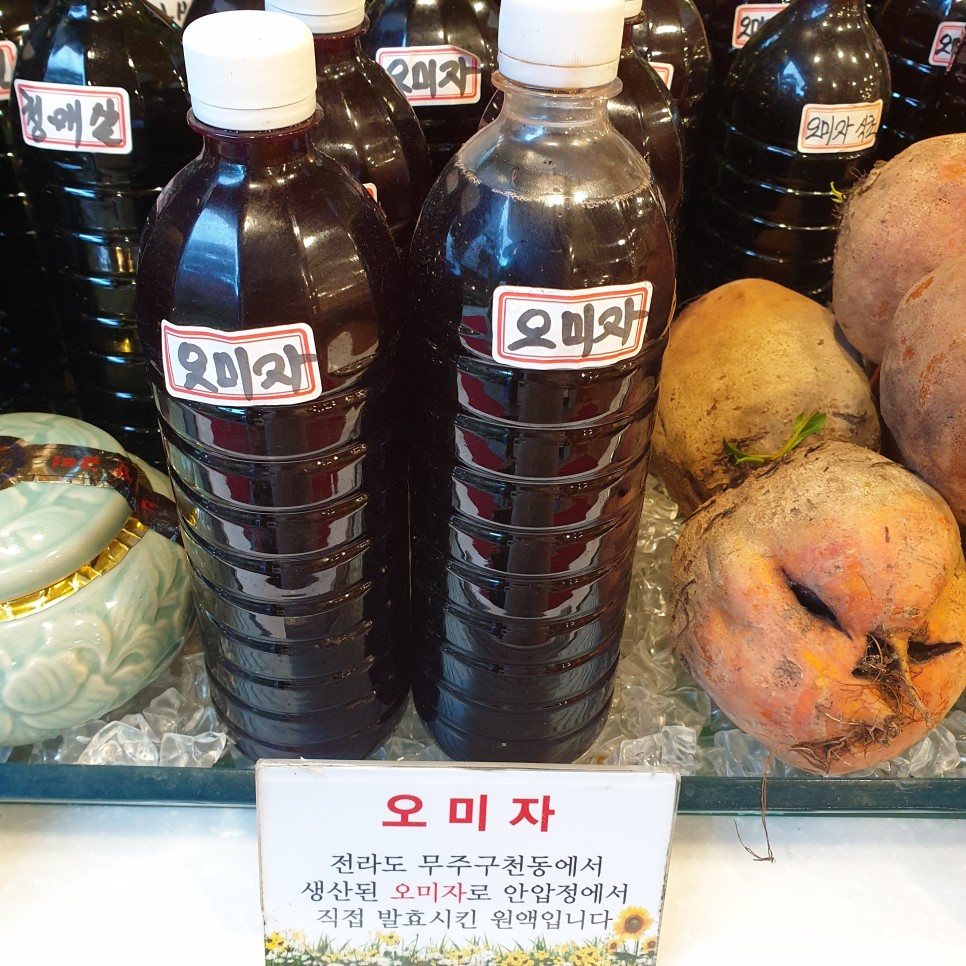 청매실
오미자
오미자 식초
오미자
오미자
오미자
전라도 무주구천동에서
생산된 오미자로 안압정에서
직접 발효시킨 원액입니다